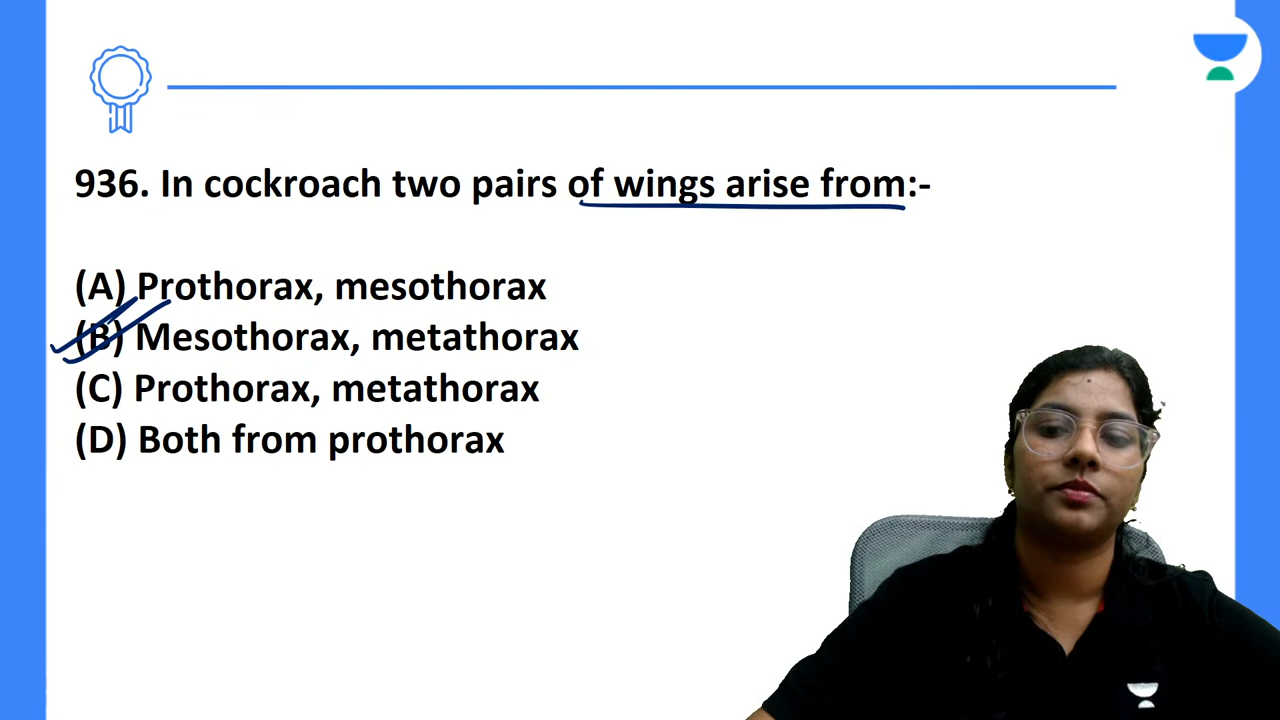 936. In cockroach two pairs of wings arise from:-
(A) Prothorax, mesothorax
(B) Mesothorax, metathorax
(C) Prothorax, metathorax
(D) Both from prothorax